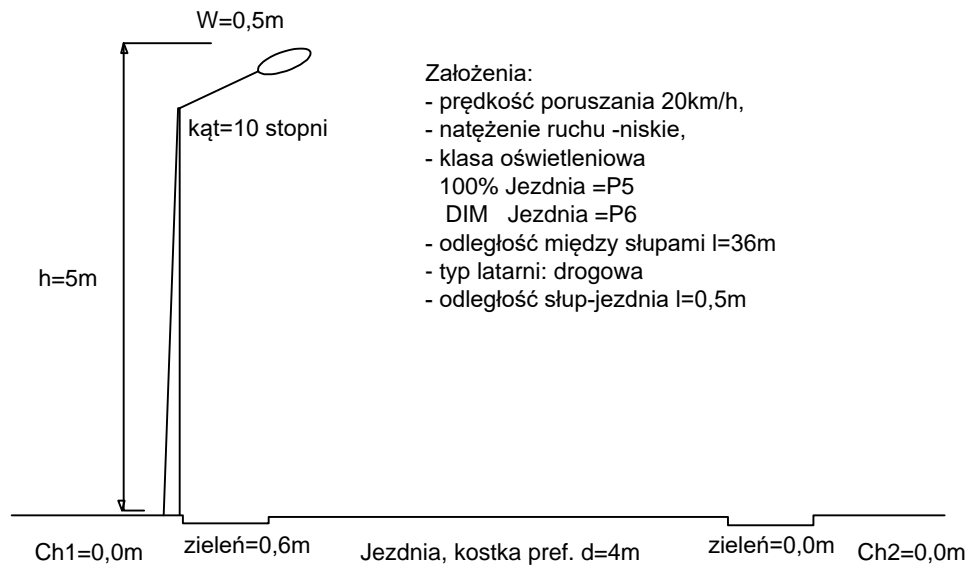 W=0,5m
Założenia:
- prędkość poruszania 20km/h,
kąt=10 stopni
- natężenie ruchu -niskie,
- klasa oświetleniowa
100% Jezdnia =P5
DIM Jezdnia =P6
- odległość między słupami l=36m
h=5m
- typ latarni: drogowa
- odległość słup-jezdnia l=0,5m
Ch1=0,0m
zieleń=0,6m
Jezdnia, kostka pref. d=4m
zieleń=0,0m
Ch2=0,0m